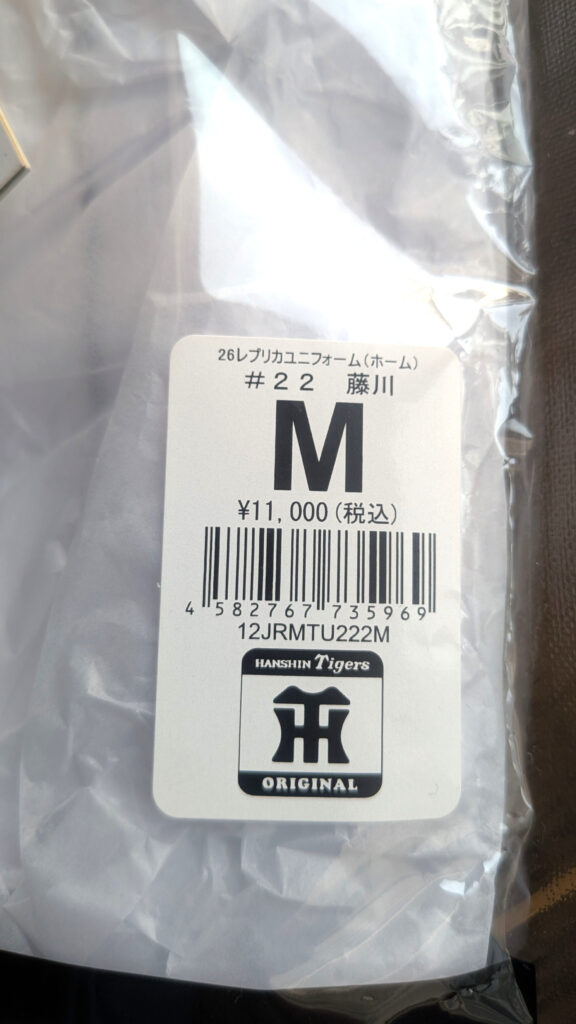 26レプリカユニフォーム(ホーム)
#22 藤川
M
¥11,000(税込)
4 582767 735969
12JRMTU222M
HANSHIN Tigers
TH
ORIGINAL